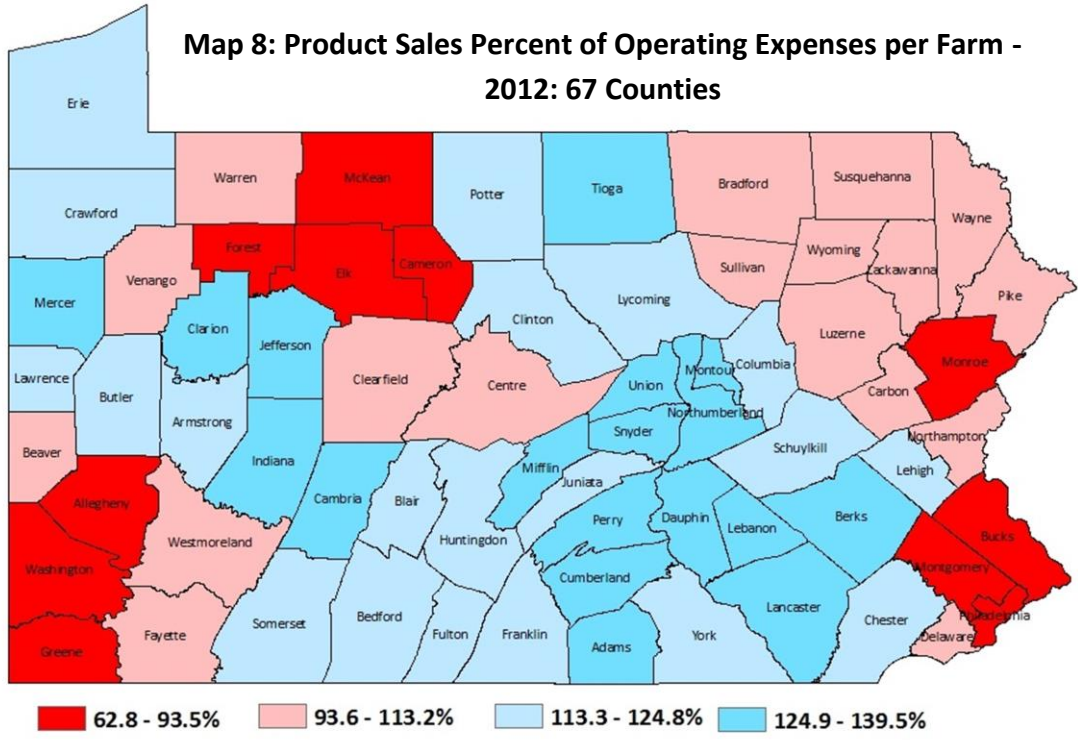 Map 8: Product Sales Percent of Operating Expenses per Farm -
2012: 67 Counties
Erie
Warren
McKean
Potter
Tioga
Bradford
Susquehanna
Crawford
Wayne
Forest
Elk
Cameron
Venango
Sullivan
Wyoming
Lackawanna
Pike
Mercer
Clarion
Jefferson
Clinton
Lycoming
Luzerne
Monroe
Lawrence
Butler
Clearfield
Centre
Union
Montou
Columbia
Carbon
Armstrong
Snyder
Northumberland
Northampton
Beaver
Indiana
Cambria
Blair
Mifflin
Juniata
Schuylkill
Lehigh
Allegheny
Westmoreland
Huntingdon
Perry
Dauphin
Lebanon
Berks
Bucks
Washington
Cumberland
Montgomery
Fayette
Somerset
Bedford
Fulton
Franklin
Adams
York
Lancaster
Chester
Philadelphia
Delaware
Greene
62.8 - 93.5%
93.6 - 113.2%
113.3 - 124.8%
124.9 - 139.5%